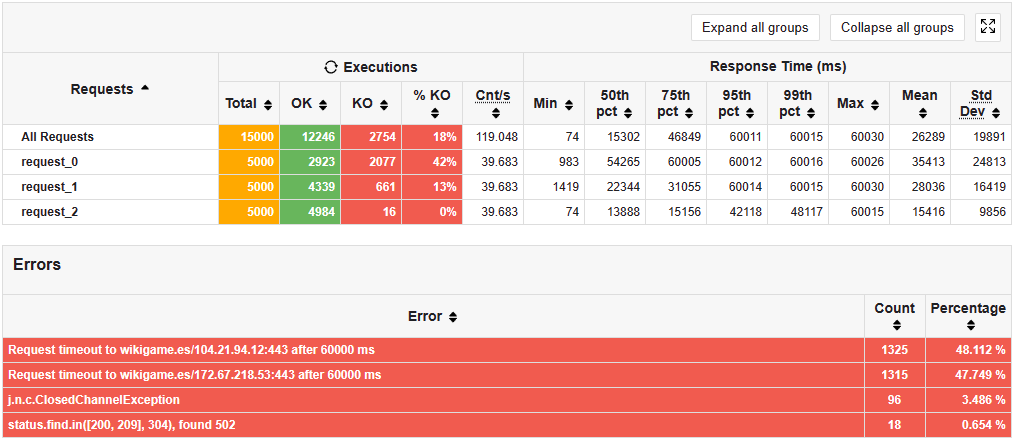 Expand all groups Collapse all groups
Requests Executions Response Time (ms)
Total OK KO % KO Cnt/s Min 50th pct 75th pct 95th pct 99th pct Max Mean Std Dev
All Requests 15000 12246 2754 18% 119.048 74 15302 46849 60011 60015 60030 26289 19891
request_0 5000 2923 2077 42% 39.683 983 54265 60005 60012 60016 60026 35413 24813
request_1 5000 4339 661 13% 39.683 1419 22344 31055 60014 60015 60030 28036 16419
request_2 5000 4984 16 0% 39.683 74 13888 15156 42118 48117 60015 15416 9856
Errors
Error Count Percentage
Request timeout to wikigame.es/104.21.94.12:443 after 60000 ms 1325 48.112 %
Request timeout to wikigame.es/172.67.218.53:443 after 60000 ms 1315 47.749 %
j.n.c.ClosedChannelException 96 3.486 %
status.find.in([200, 209], 304), found 502 18 0.654 %